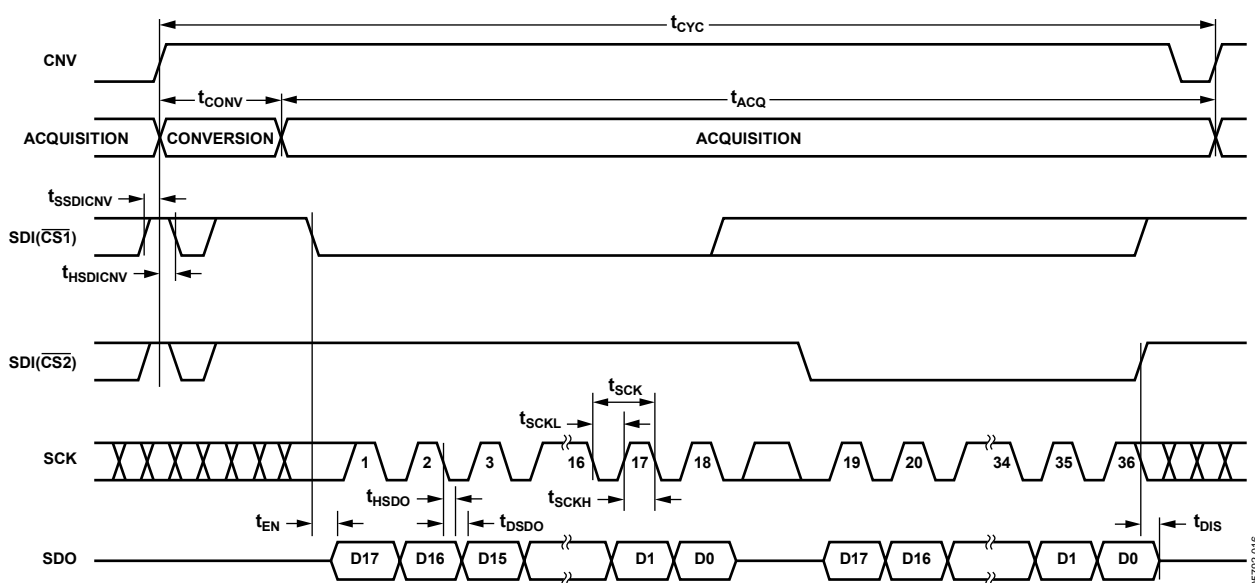 tCYC
CNV
tCONV
tACQ
ACQUISITION
CONVERSION
ACQUISITION
tSSDICNV
SDI(CS1)
tHSDICNV
SDI(CS2)
tSCK
tSCKL
SCK
1 2 3 16 17 18 19 20 34 35 36
tHSDO
tSCKH
tEN
tDSDO
tDIS
SDO
D17 D16 D15 D1 D0 D17 D16 D1 D0